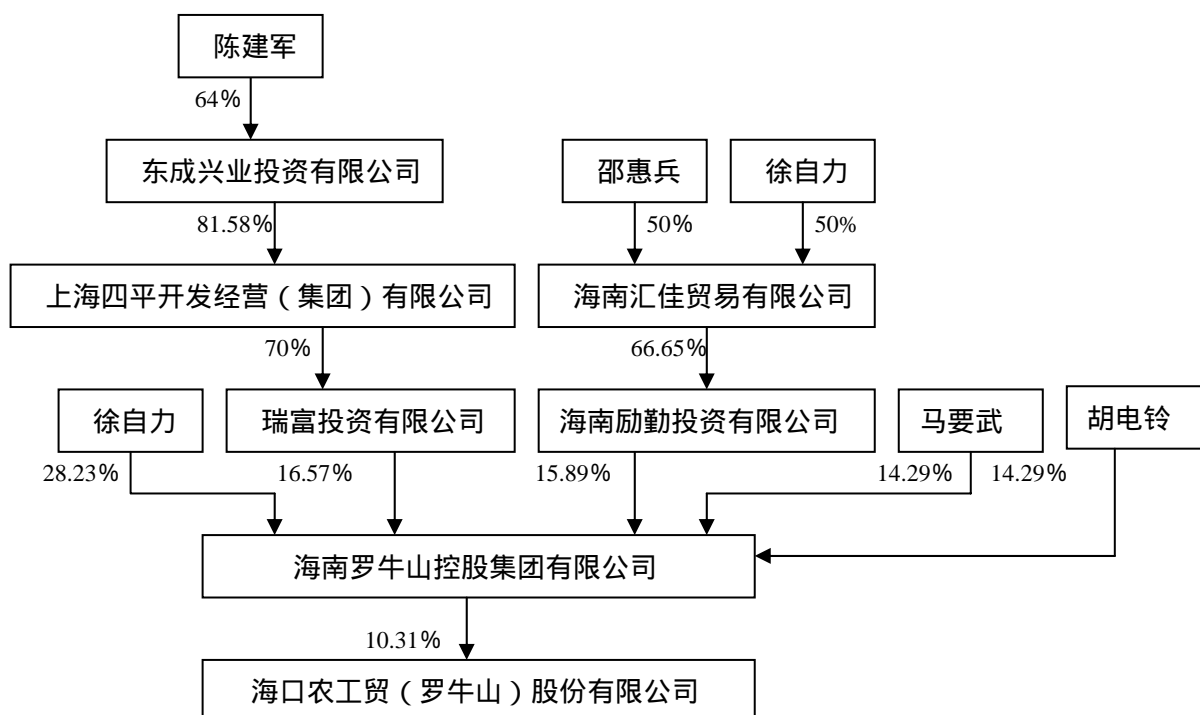 陈建军
64%
东成兴业投资有限公司
邵惠兵
徐自力
81.58%
50%
50%
上海四平开发经营（集团）有限公司
海南汇佳贸易有限公司
70%
66.65%
徐自力
瑞富投资有限公司
海南励勤投资有限公司
马要武
胡电铃
28.23%
16.57%
15.89%
14.29%
14.29%
海南罗牛山控股集团有限公司
10.31%
海口农工贸（罗牛山）股份有限公司